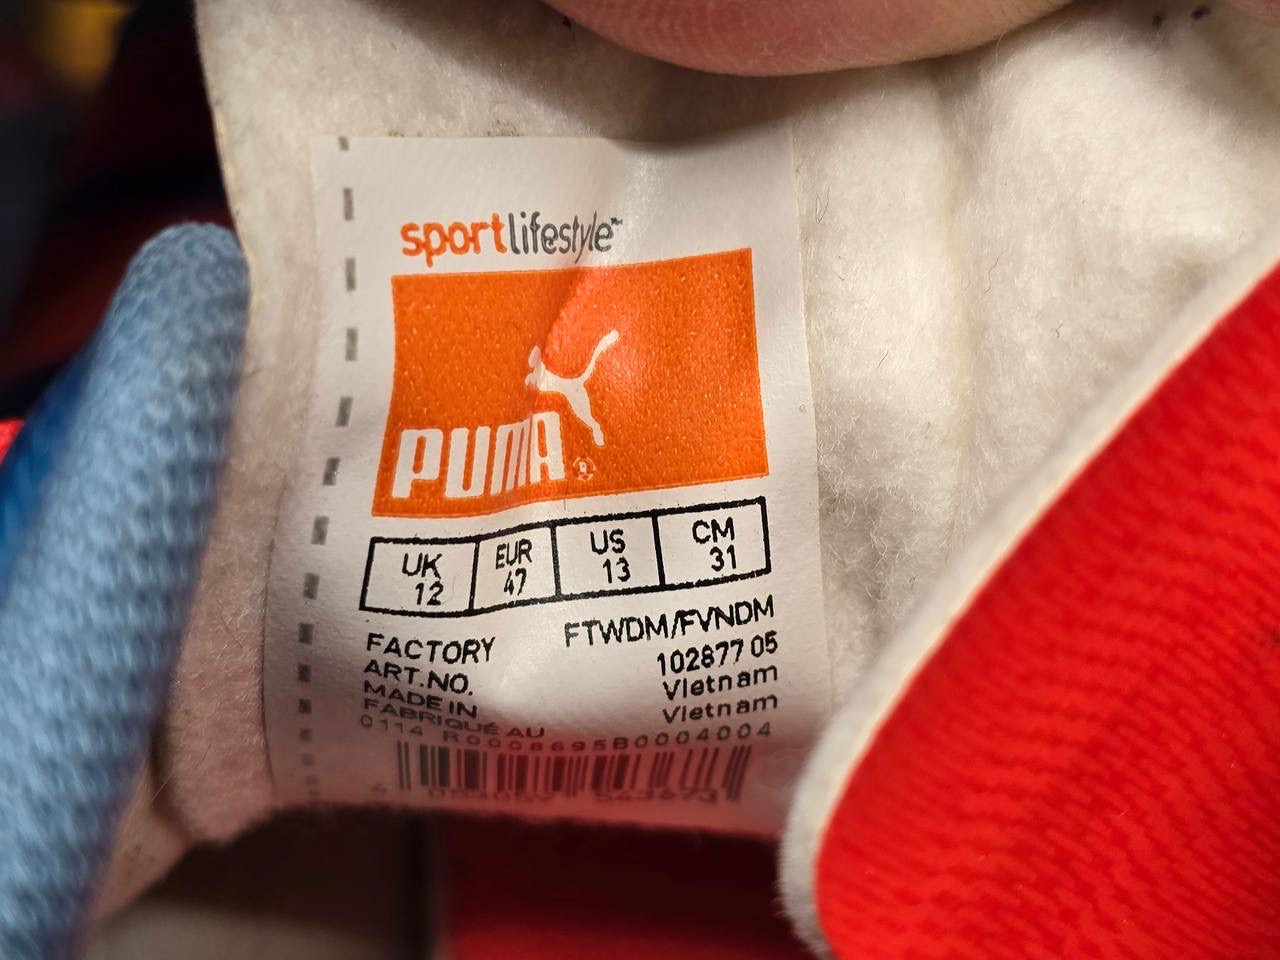 sportlifestyle™
PUMA®
UK EUR US CM
12 47 13 31
FACTORY FTWDM/FVNDM
ART.NO. 102877 05
MADE IN Vietnam
FABRIQUÉ AU Vietnam
0114 R0008695B0004004